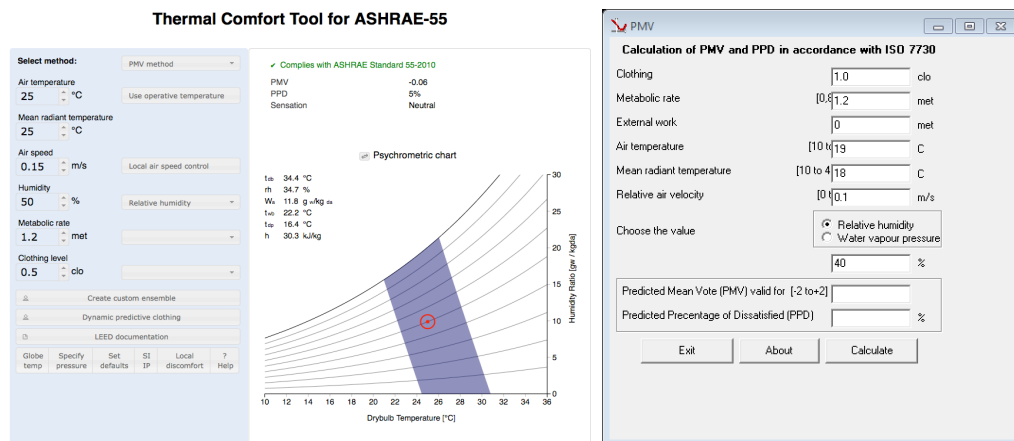 Thermal Comfort Tool for ASHRAE-55
Select method:
PMV method
Air temperature
25 °C
Use operative temperature
Mean radiant temperature
25 °C
Air speed
0.15 m/s
Local air speed control
Humidity
50 %
Relative humidity
Metabolic rate
1.2 met
Clothing level
0.5 clo
Create custom ensemble
Dynamic predictive clothing
LEED documentation
Globe temp
Specify pressure
Set defaults
SI IP
Local discomfort
? Help
✔ Complies with ASHRAE Standard 55-2010
PMV -0.06
PPD 5%
Sensation Neutral
Psychrometric chart
tdb 34.4 °C
rh 34.7 %
Wa 11.8 g w/kg da
twb 22.2 °C
tdp 16.4 °C
h 30.3 kJ/kg
30
25
20
15
10
5
0
Humidity Ratio [gw / kgda]
10 12 14 16 18 20 22 24 26 28 30 32 34 36
Drybulb Temperature [°C]
PMV
Calculation of PMV and PPD in accordance with ISO 7730
Clothing 1.0 clo
Metabolic rate [0,8 1.2 met
External work 0 met
Air temperature [10 to 19 C
Mean radiant temperature [10 to 4 18 C
Relative air velocity [0 t 0.1 m/s
Choose the value
Relative humidity
Water vapour pressure
40 %
Predicted Mean Vote (PMV) valid for [-2 to+2]
Predicted Precentage of Dissatisfied (PPD) %
Exit
About
Calculate